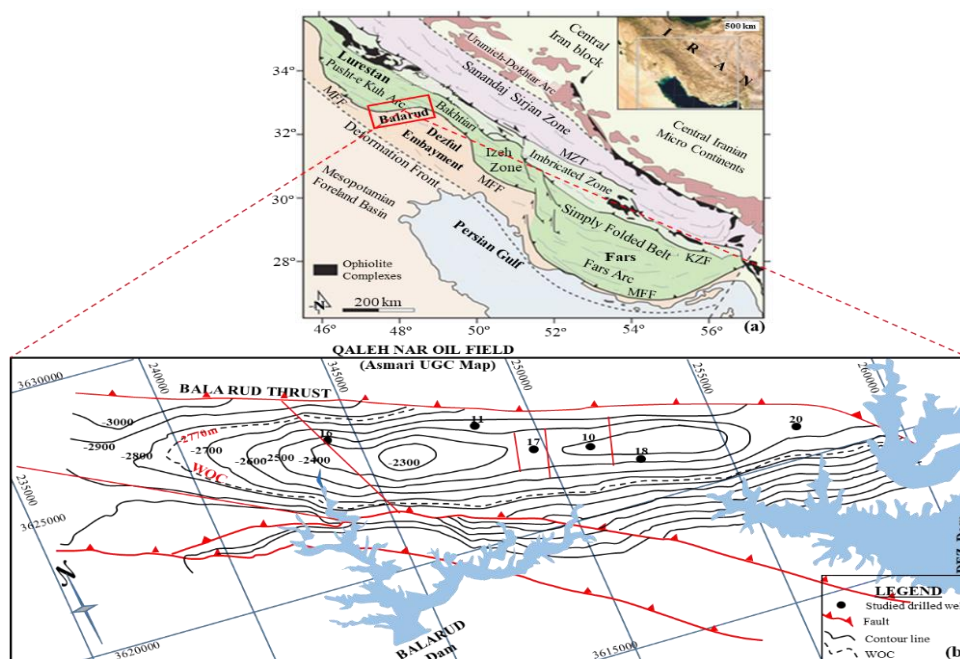 500 km
I R A N
Central
Iran block
Urumieh-Dokhtar Arc
34°
32°
30°
28°
Lurestan
Pusht-e Kuh Arc
Sanandaj Sirjan Zone
MFF
Balarud
Bakhtiari
Central Iranian
Micro Continents
Dezful
Embayment
Izeh
Zone
MZT
Imbricated Zone
Deformation Front
MFF
Mesopotamian
Foreland Basin
Simply Folded Belt
KZF
Persian Gulf
Fars
Fars Arc
MFF
Ophiolite
Complexes
N
200 km
(a)
46°
48°
50°
52°
54°
56°
QALEH NAR OIL FIELD
(Asmari UGC Map)
3630000
240000
245000
250000
255000
260000
BALA RUD THRUST
-3000
-2900
-2800
-2770m
-2700
-2600
-2500
-2400
-2300
WOC
16
11
17
10
18
20
235000
3625000
N
3620000
BALARUD
Dam
3615000
LEGEND
Studied drilled wel
Fault
Contour line
WOC
(b